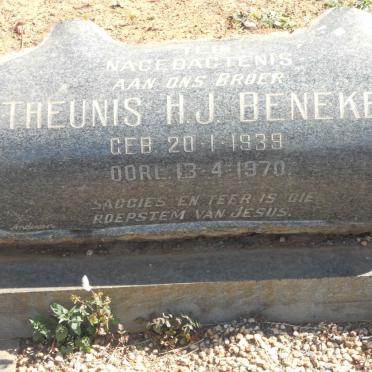 TER
NAGEDAGTENIS
AAN ONS BROER
THEUNIS H.J. BENEKE
GEB. 20-1-1939
OORL. 13-4-1970.
SAGGIES EN TEER IS DIE
ROEPSTEM VAN JESUS.